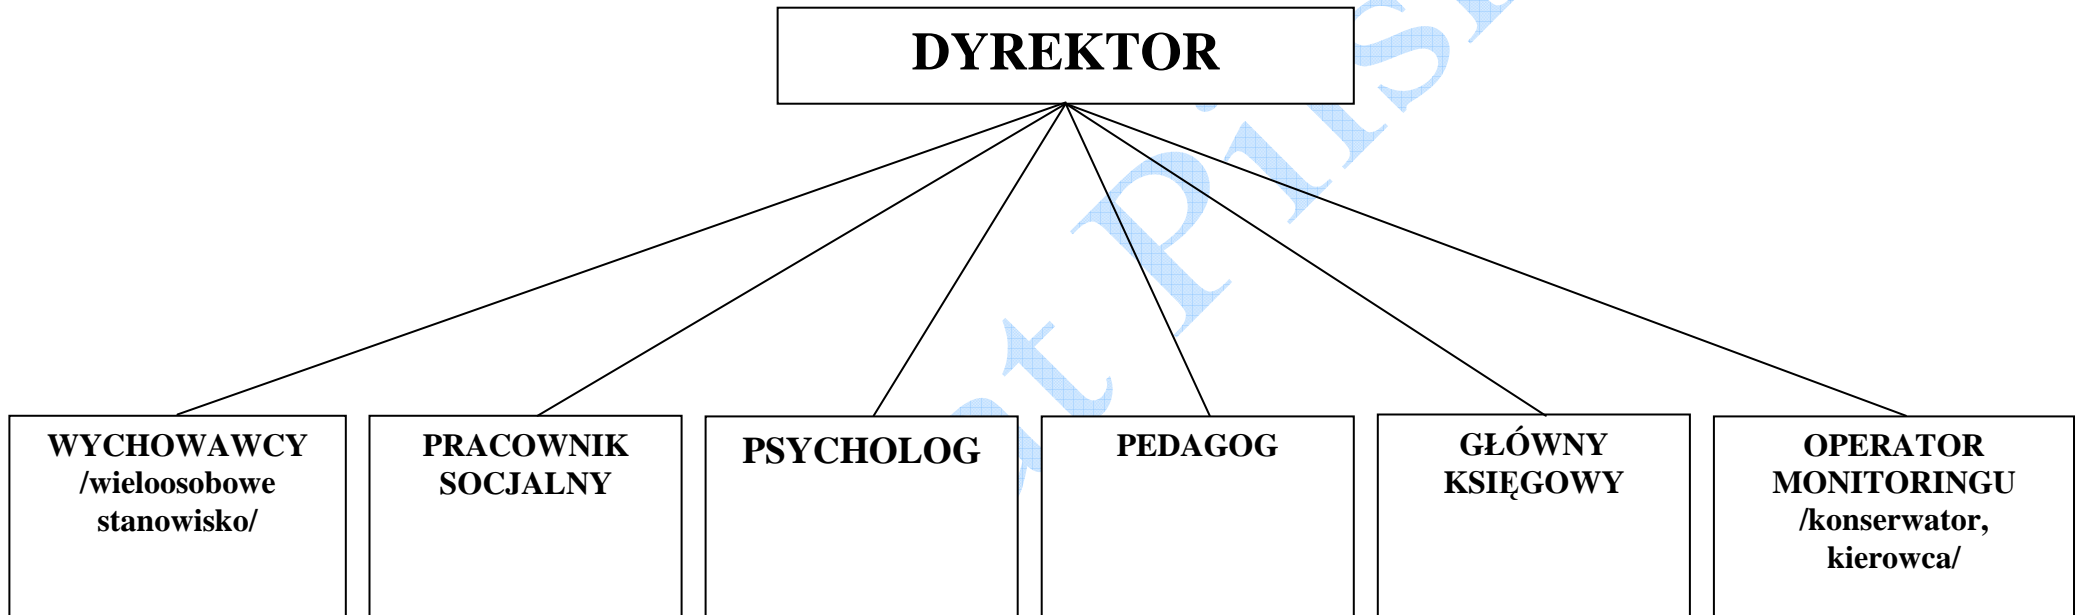 DYREKTOR
WYCHOWAWCY
/wieloosobowe
stanowisko/
PRACOWNIK
SOCJALNY
PSYCHOLOG
PEDAGOG
GŁÓWNY
KSIĘGOWY
OPERATOR
MONITORINGU
/konserwator,
kierowca/